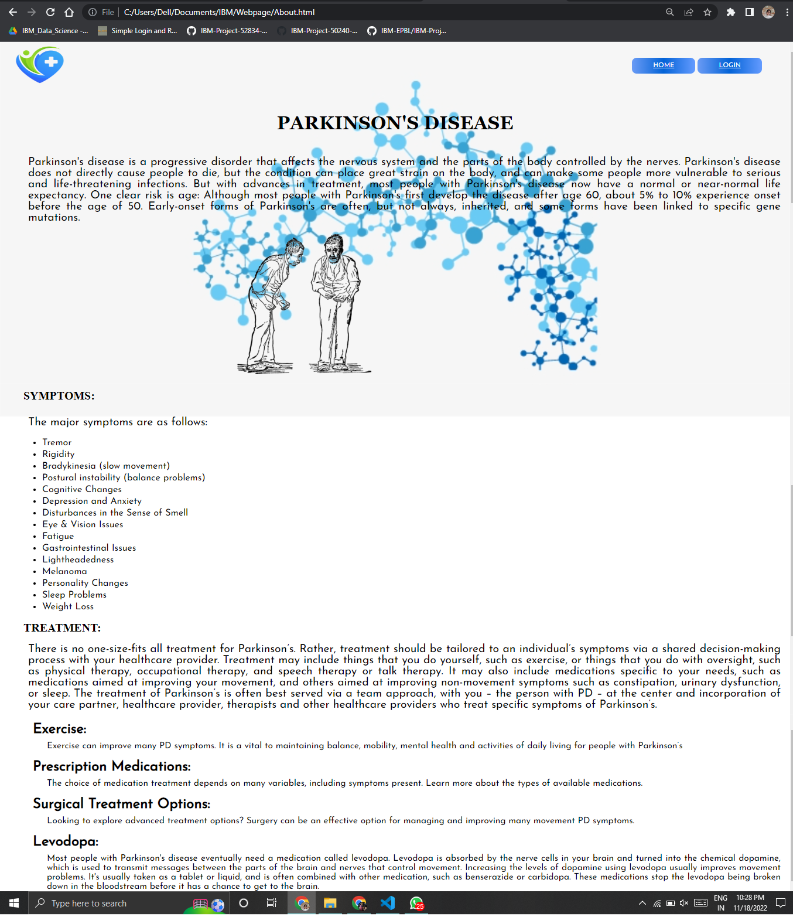 File | C:/Users/Dell/Documents/IBM/Webpage/About.html
IBM_Data_Science -... Simple Login and R... IBM-Project-52834-... IBM-Project-50240-... IBM-EPBL/IBM-Proj...
HOME LOGIN
PARKINSON'S DISEASE
Parkinson's disease is a progressive disorder that affects the nervous system and the parts of the body controlled by the nerves. Parkinson's disease
does not directly cause people to die, but the condition can place great strain on the body, and can make some people more vulnerable to serious
and life-threatening infections. But with advances in treatment, most people with Parkinson's disease now have a normal or near-normal life
expectancy. One clear risk is age: Although most people with Parkinson's first develop the disease after age 60, about 5% to 10% experience onset
before the age of 50. Early-onset forms of Parkinson's are often, but not always, inherited, and some forms have been linked to specific gene
mutations.
SYMPTOMS:
The major symptoms are as follows:
• Tremor
• Rigidity
• Bradykinesia (slow movement)
• Postural instability (balance problems)
• Cognitive Changes
• Depression and Anxiety
• Disturbances in the Sense of Smell
• Eye & Vision Issues
• Fatigue
• Gastrointestinal Issues
• Lightheadedness
• Melanoma
• Personality Changes
• Sleep Problems
• Weight Loss
TREATMENT:
There is no one-size-fits all treatment for Parkinson's. Rather, treatment should be tailored to an individual's symptoms via a shared decision-making
process with your healthcare provider. Treatment may include things that you do yourself, such as exercise, or things that you do with oversight, such
as physical therapy, occupational therapy, and speech therapy or talk therapy. It may also include medications specific to your needs, such as
medications aimed at improving your movement, and others aimed at improving non-movement symptoms such as constipation, urinary dysfunction,
or sleep. The treatment of Parkinson's is often best served via a team approach, with you – the person with PD – at the center and incorporation of
your care partner, healthcare provider, therapists and other healthcare providers who treat specific symptoms of Parkinson's.
Exercise:
Exercise can improve many PD symptoms. It is a vital to maintaining balance, mobility, mental health and activities of daily living for people with Parkinson's
Prescription Medications:
The choice of medication treatment depends on many variables, including symptoms present. Learn more about the types of available medications.
Surgical Treatment Options:
Looking to explore advanced treatment options? Surgery can be an effective option for managing and improving many movement PD symptoms.
Levodopa:
Most people with Parkinson's disease eventually need a medication called levodopa. Levodopa is absorbed by the nerve cells in your brain and turned into the chemical dopamine,
which is used to transmit messages between the parts of the brain and nerves that control movement. Increasing the levels of dopamine using levodopa usually improves movement
problems. It's usually taken as a tablet or liquid, and is often combined with other medication, such as benserazide or carbidopa. These medications stop the levodopa being broken
down in the bloodstream before it has a chance to get to the brain.
Type here to search
ENG 10:28 PM
IN 11/18/2022